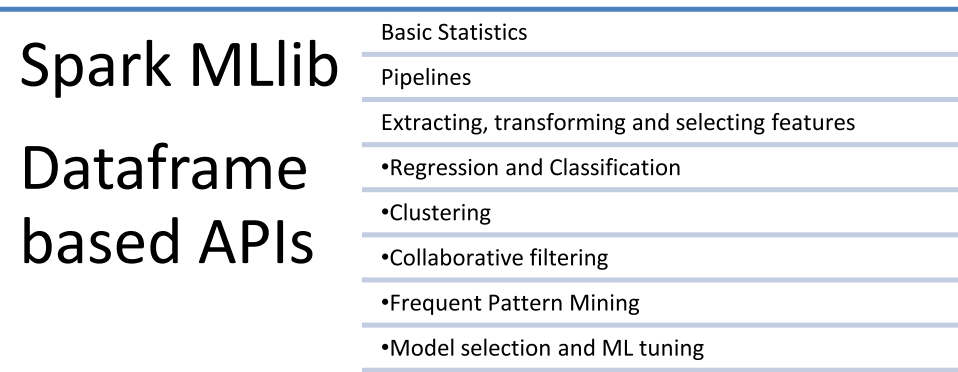 Spark MLlib
Dataframe
based APIs
Basic Statistics
Pipelines
Extracting, transforming and selecting features
•Regression and Classification
•Clustering
•Collaborative filtering
•Frequent Pattern Mining
•Model selection and ML tuning